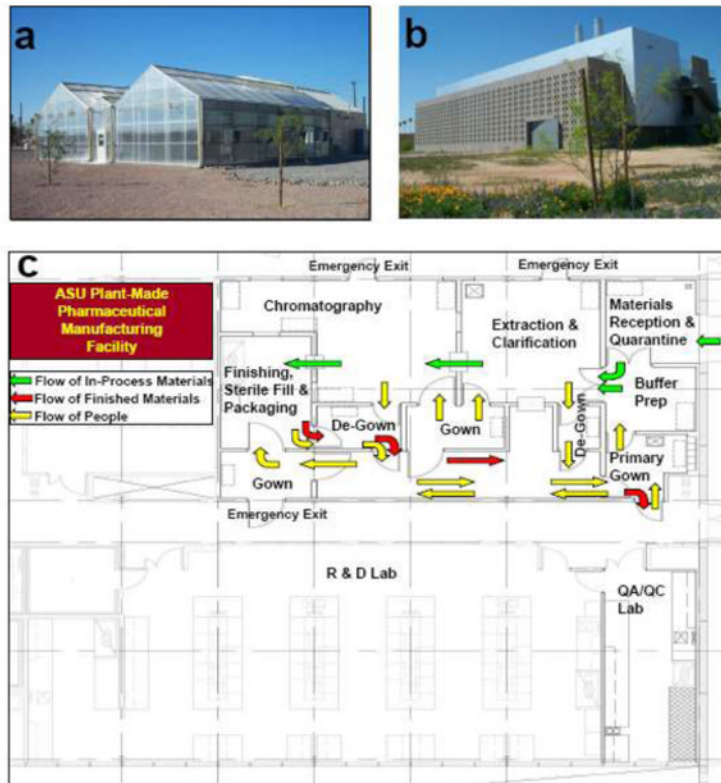 a
b
c
Emergency Exit
Emergency Exit
ASU Plant-Made
Pharmaceutical
Manufacturing
Facility
Flow of In-Process Materials
Flow of Finished Materials
Flow of People
Chromatography
Extraction &
Clarification
Materials
Reception &
Quarantine
Finishing,
Sterile Fill &
Packaging
Buffer
Prep
De-Gown
Gown
De-Gown
Primary
Gown
Gown
Emergency Exit
R & D Lab
QA/QC
Lab